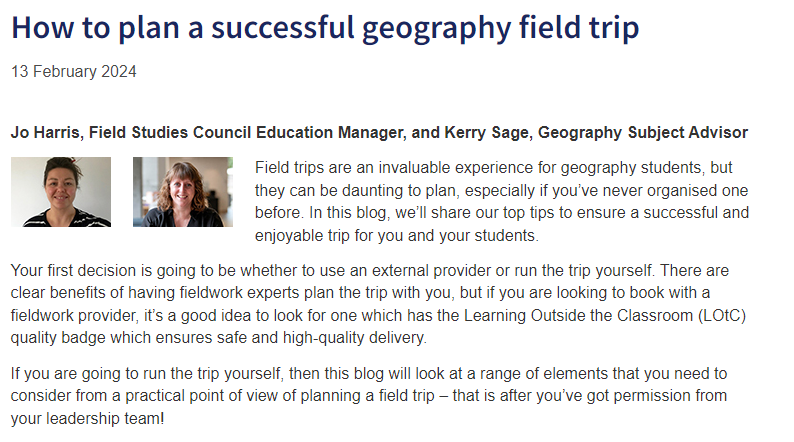 How to plan a successful geography field trip
13 February 2024
Jo Harris, Field Studies Council Education Manager, and Kerry Sage, Geography Subject Advisor
Field trips are an invaluable experience for geography students, but
they can be daunting to plan, especially if you’ve never organised one
before. In this blog, we’ll share our top tips to ensure a successful and
enjoyable trip for you and your students.
Your first decision is going to be whether to use an external provider or run the trip yourself. There are
clear benefits of having fieldwork experts plan the trip with you, but if you are looking to book with a
fieldwork provider, it’s a good idea to look for one which has the Learning Outside the Classroom (LOtC)
quality badge which ensures safe and high-quality delivery.
If you are going to run the trip yourself, then this blog will look at a range of elements that you need to
consider from a practical point of view of planning a field trip – that is after you’ve got permission from
your leadership team!